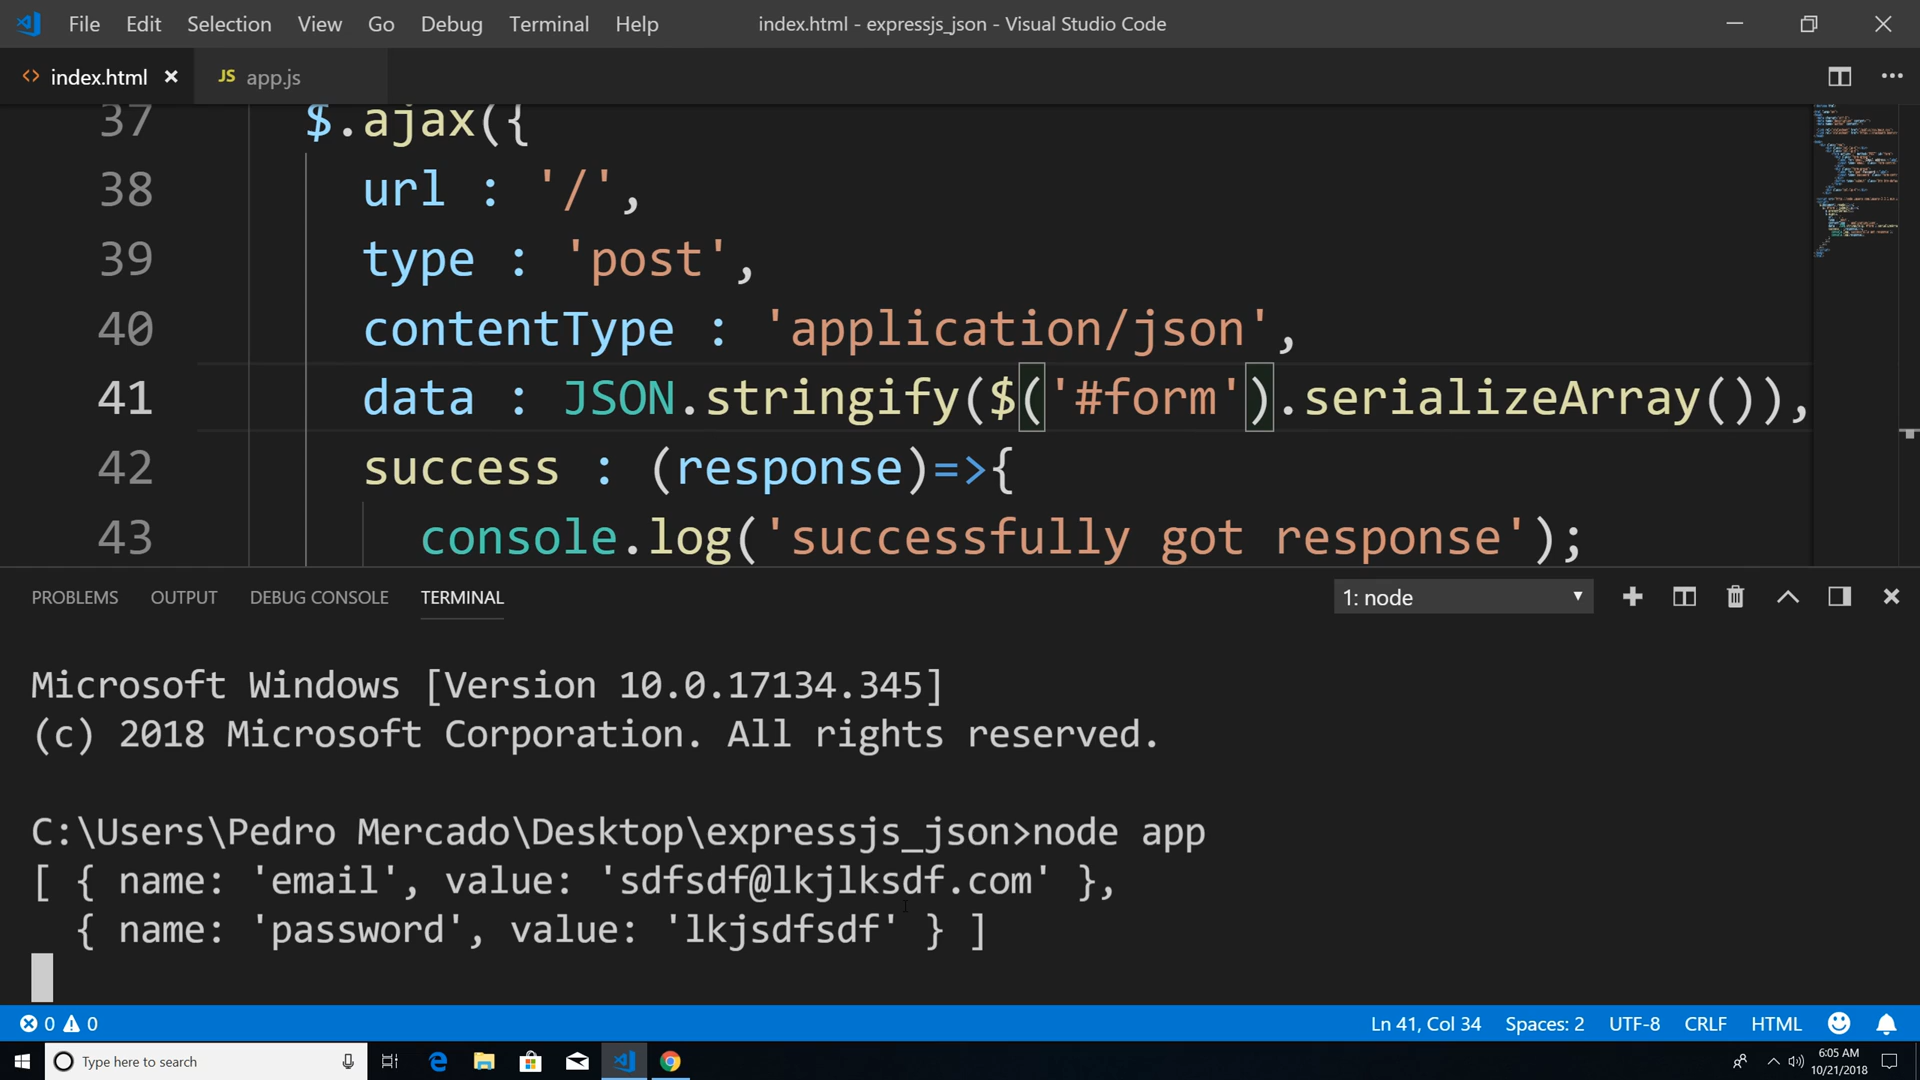 File Edit Selection View Go Debug Terminal Help index.html - expressjs_json - Visual Studio Code
<> index.html × JS app.js
37 $.ajax({
38 url : '/',
39 type : 'post',
40 contentType : 'application/json',
41 data : JSON.stringify($('#form').serializeArray()),
42 success : (response)=>{
43 console.log('successfully got response');
PROBLEMS OUTPUT DEBUG CONSOLE TERMINAL 1: node
Microsoft Windows [Version 10.0.17134.345]
(c) 2018 Microsoft Corporation. All rights reserved.
C:\Users\Pedro Mercado\Desktop\expressjs_json>node app
[ { name: 'email', value: 'sdfsdf@lkjlksdf.com' },
{ name: 'password', value: 'lkjsdfsdf' } ]
0 0 Ln 41, Col 34 Spaces: 2 UTF-8 CRLF HTML
Type here to search 6:05 AM
10/21/2018